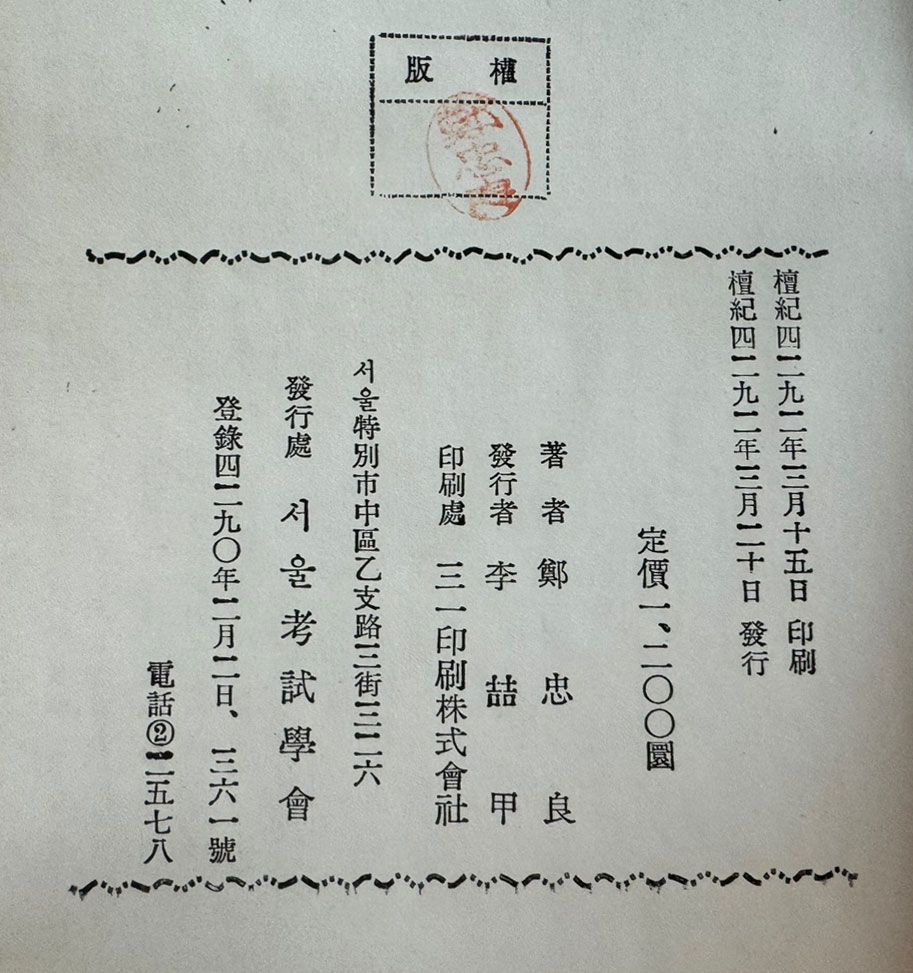 版權
檀紀四二九二年三月十五日 印刷
檀紀四二九二年三月二十日 發行
定價一、二〇〇圜
著者 鄭忠良
發行者 李喆甲
印刷處 三一印刷株式會社
서울特別市中區乙支路三街三二六
發行處 서울考試學會
登錄四二九〇年二月二日、一三六一號
電話②二五七八